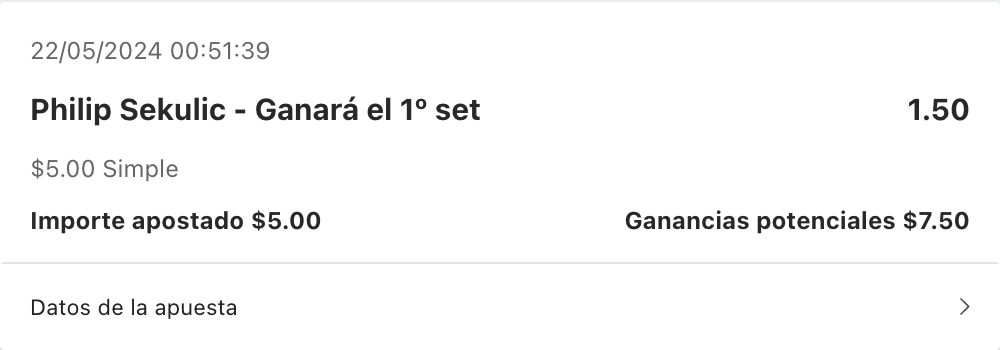 22/05/2024 00:51:39
Philip Sekulic - Ganará el 1º set 1.50
$5.00 Simple
Importe apostado $5.00 Ganancias potenciales $7.50
Datos de la apuesta